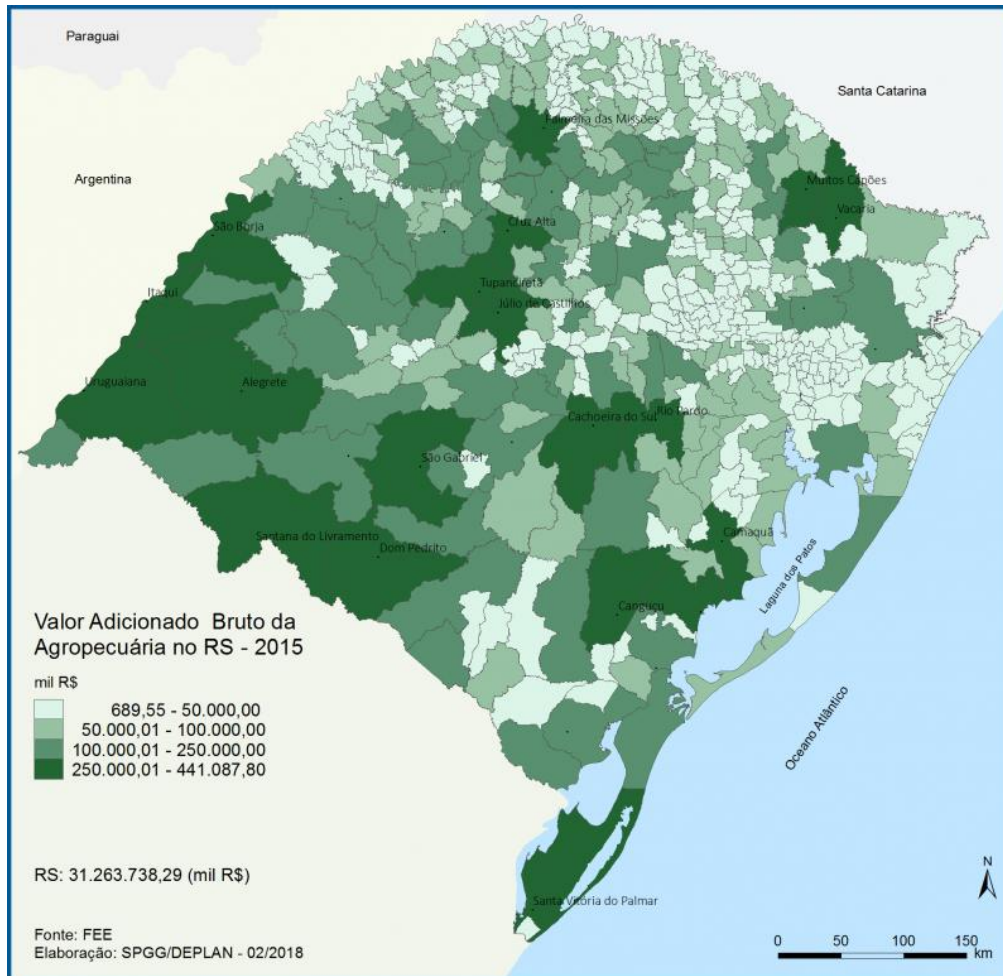 Paraguai
Santa Catarina
Argentina
Palmeira das Missões
Muitos Capões
Vacaria
São Borja
Cruz Alta
Itaqui
Tupanciretã
Júlio de Castilhos
Uruguaiana
Alegrete
Cachoeira do Sul
Rio Pardo
São Gabriel
Santana do Livramento
Dom Pedrito
Camaquã
Laguna dos Patos
Canguçu
Oceano Atlântico
Santa Vitória do Palmar
Valor Adicionado Bruto da
Agropecuária no RS - 2015
mil R$
689,55 - 50.000,00
50.000,01 - 100.000,00
100.000,01 - 250.000,00
250.000,01 - 441.087,80
RS: 31.263.738,29 (mil R$)
Fonte: FEE
Elaboração: SPGG/DEPLAN - 02/2018
N
0 50 100 150
km